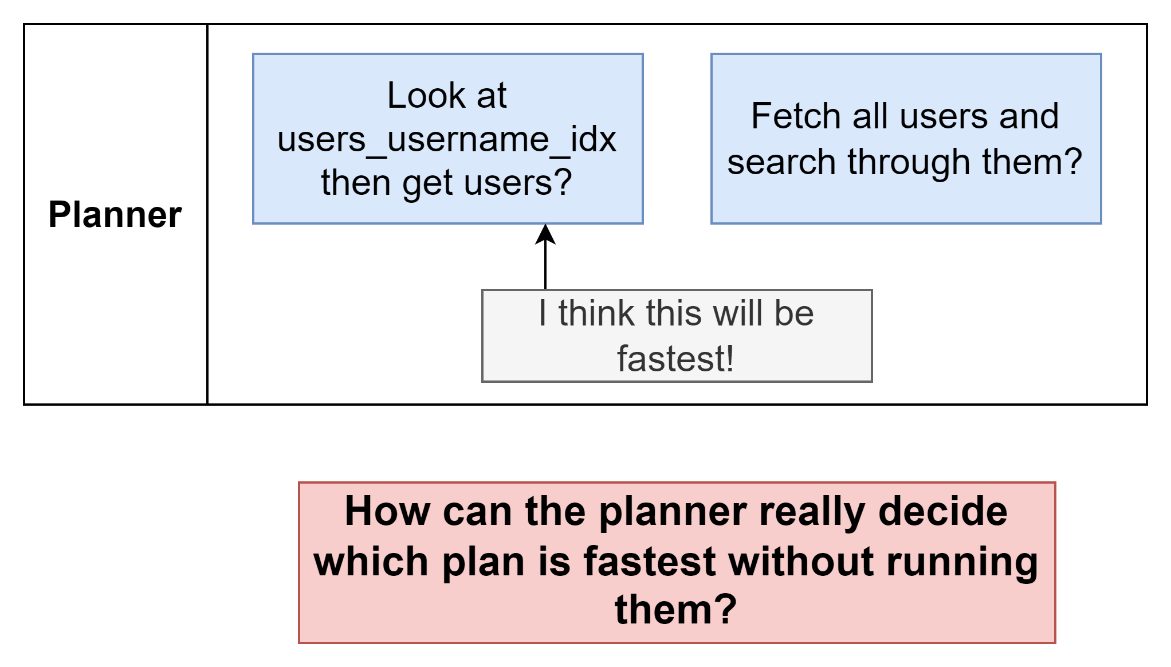 Planner
Look at
users_username_idx
then get users?
Fetch all users and
search through them?
I think this will be
fastest!
How can the planner really decide
which plan is fastest without running
them?